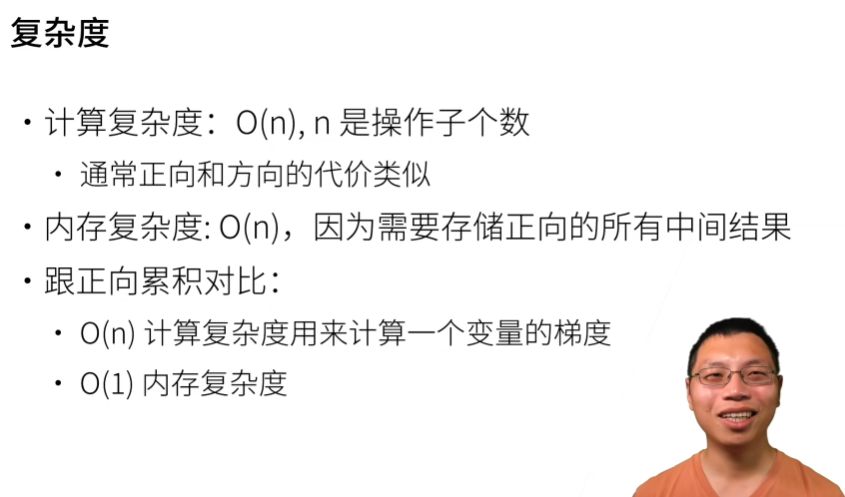 复杂度
• 计算复杂度：O(n), n 是操作子个数
• 通常正向和方向的代价类似
• 内存复杂度: O(n)，因为需要存储正向的所有中间结果
• 跟正向累积对比：
• O(n) 计算复杂度用来计算一个变量的梯度
• O(1) 内存复杂度